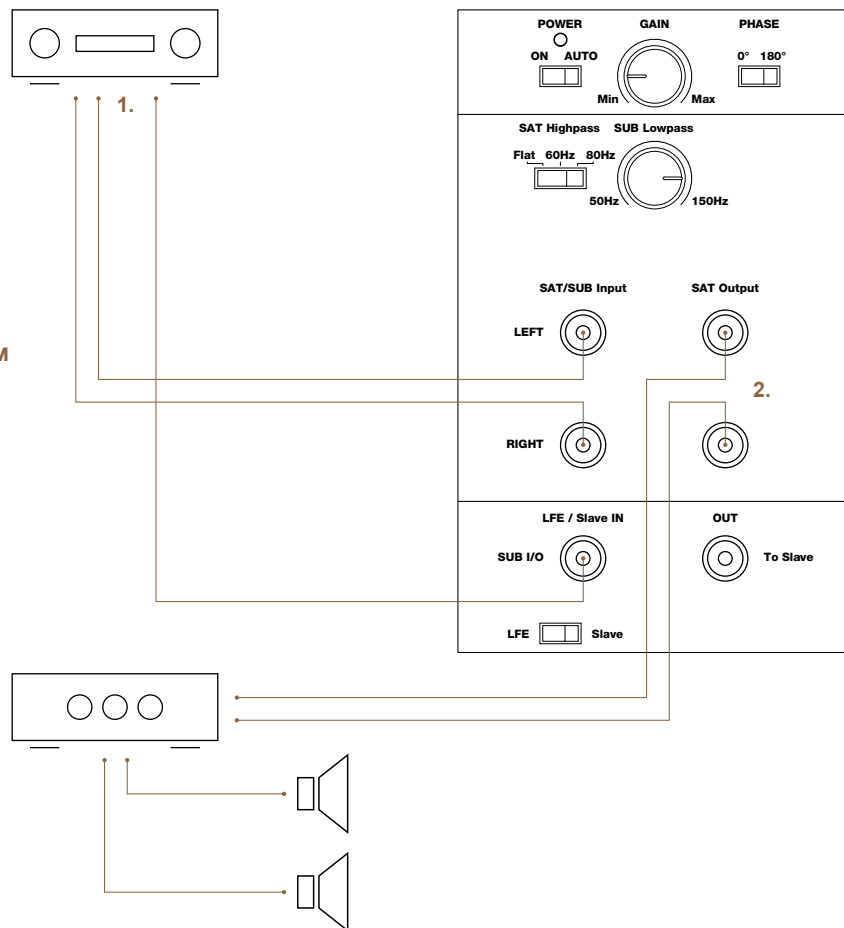 POWER GAIN PHASE
ON AUTO 0° 180°
1.
Min Max
SAT Highpass SUB Lowpass
Flat 60Hz 80Hz
50Hz 150Hz
SAT/SUB Input SAT Output
LEFT
M
2.
RIGHT
LFE / Slave IN OUT
SUB I/O To Slave
LFE Slave